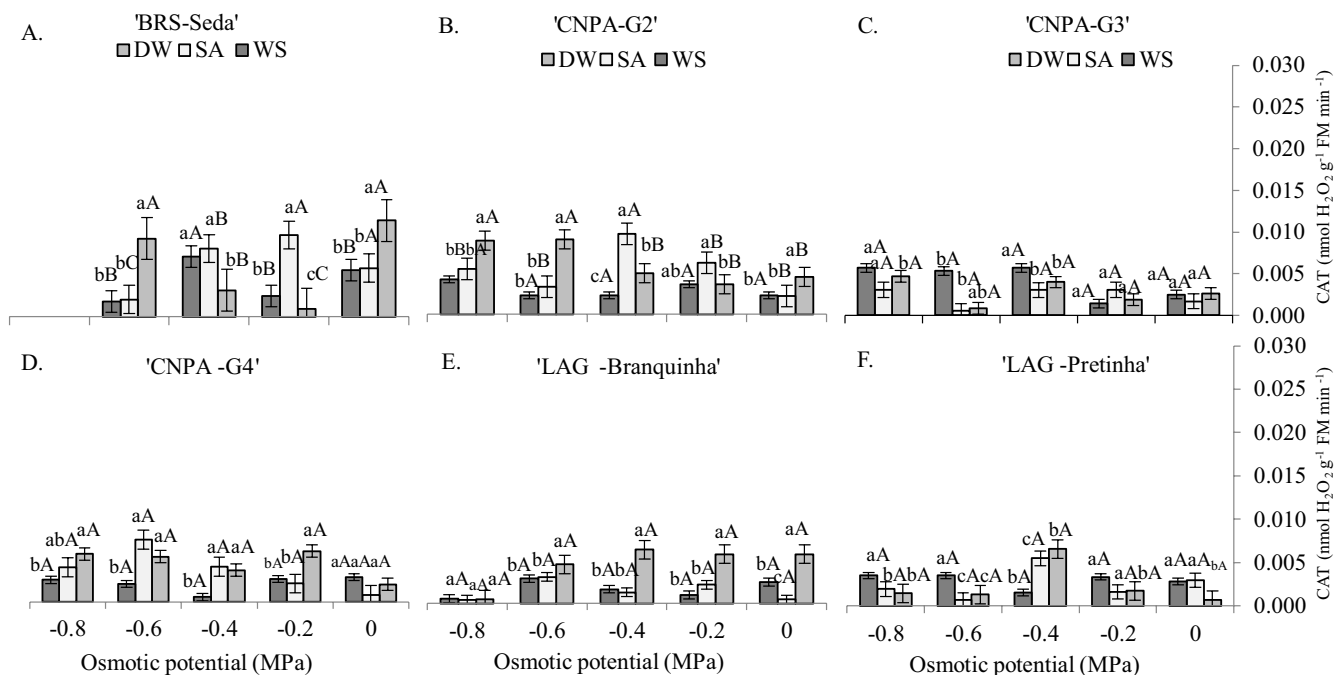 A.
'BRS-Seda'
DW SA WS
bB bC aA
aA aB bB
bB aA cC
bB bA aA
B.
'CNPA-G2'
DW SA WS
bB bA aA
bA bB aA
cA aA bB
abA aB bB
bA bB aB
C.
'CNPA-G3'
DW SA WS
aA aA bA
bA bA abA
aA bA bA
aA aA aA
aA aA aA
0.030
0.025
0.020
0.015
0.010
0.005
0.000
CAT (nmol H₂O₂ g⁻¹ FM min⁻¹)
D.
'CNPA -G4'
bA abA aA
bA aA aA
bA aA aA
bA bA aA
aA aA aA
-0.8 -0.6 -0.4 -0.2 0
Osmotic potential (MPa)
E.
'LAG -Branquinha'
aA aA aA
bA bA aA
bA bA aA
bA bA aA
bA cA aA
-0.8 -0.6 -0.4 -0.2 0
Osmotic potential (MPa)
F.
'LAG -Pretinha'
aA bA bA
aA cA cA
bA cA bA
aA aA bA
aA aA bA
-0.8 -0.6 -0.4 -0.2 0
Osmotic potential (MPa)
0.030
0.025
0.020
0.015
0.010
0.005
0.000
CAT (nmol H₂O₂ g⁻¹ FM min⁻¹)